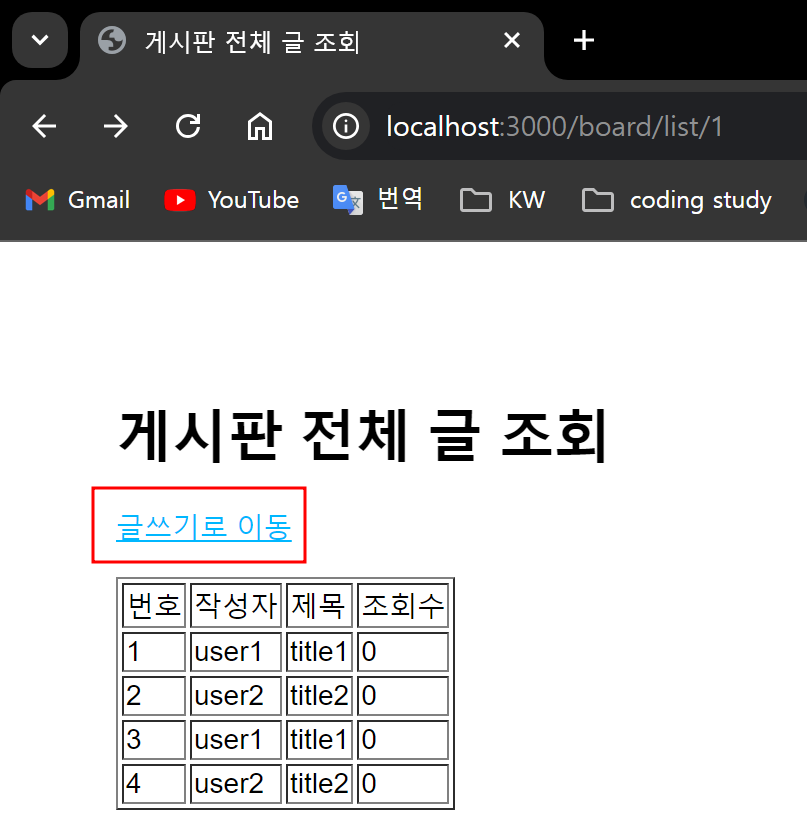 게시판 전체 글 조회
localhost:3000/board/list/1
Gmail YouTube 번역 KW coding study
게시판 전체 글 조회
글쓰기로 이동
번호 작성자 제목 조회수
1 user1 title1 0
2 user2 title2 0
3 user1 title1 0
4 user2 title2 0